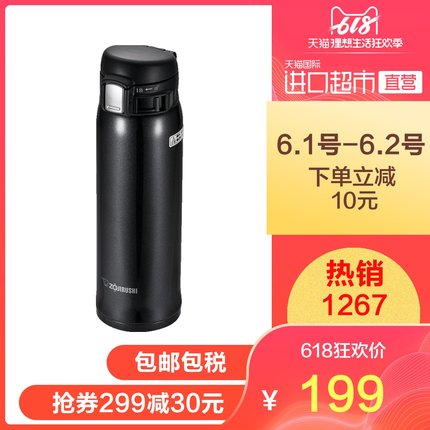 618
天猫理想生活狂欢季
天猫国际
进口超市 直营
6.1号-6.2号
下单立减
10元
ZOJIRUSHI
热销
1267
包邮包税
618狂欢价
抢券299减30元
¥ 199